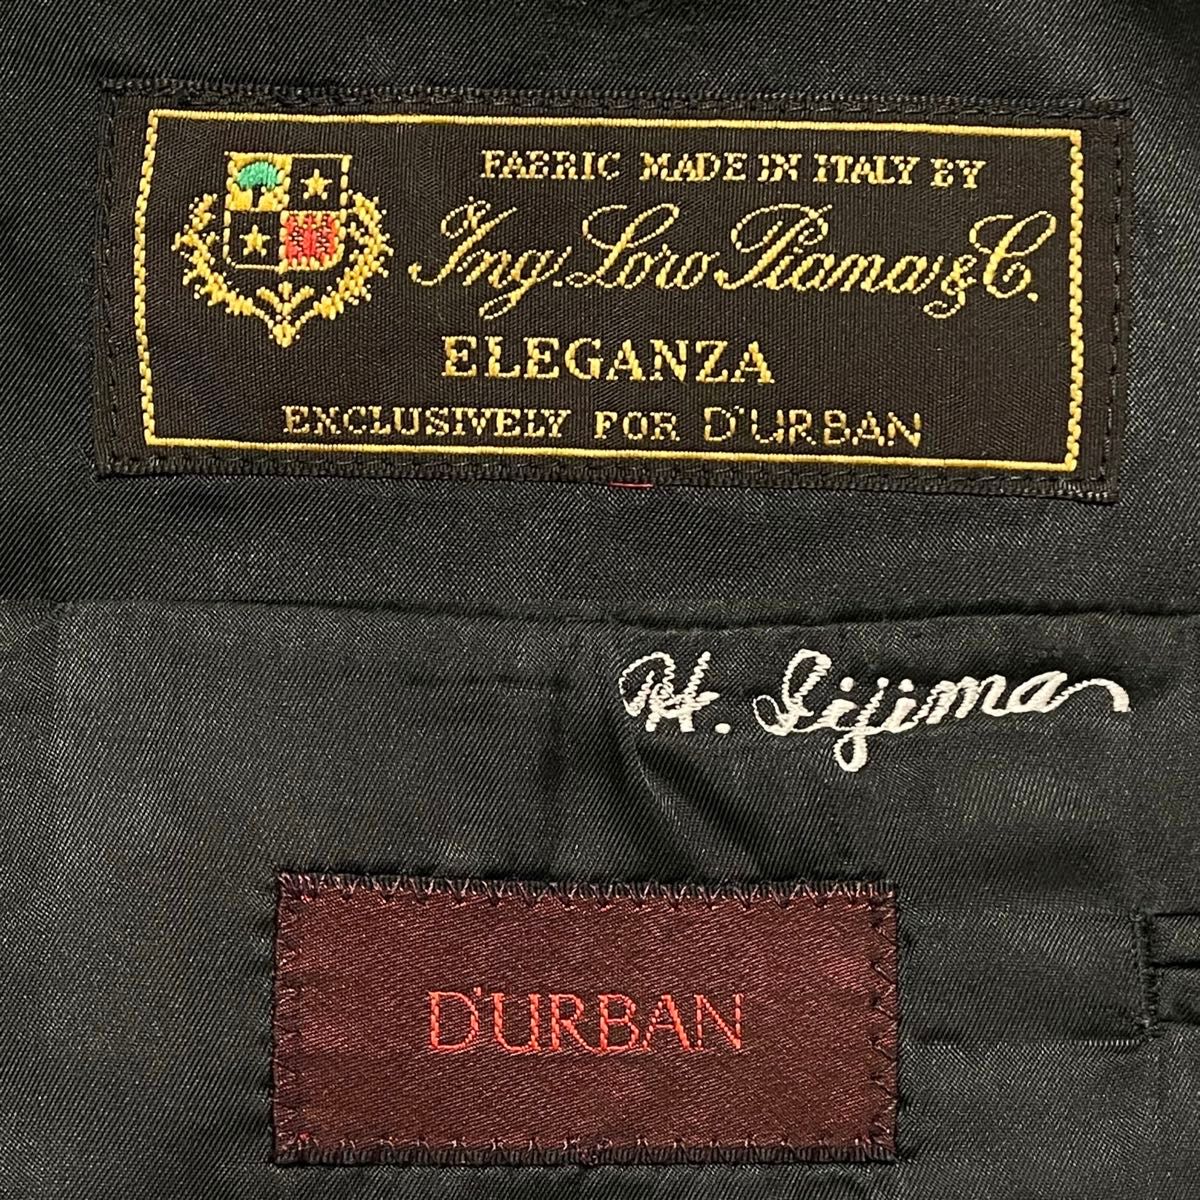 FABRIC MADE IN ITALY BY
Ing. Loro Piana & C.
ELEGANZA
EXCLUSIVELY FOR D'URBAN
H. Iijima
D'URBAN